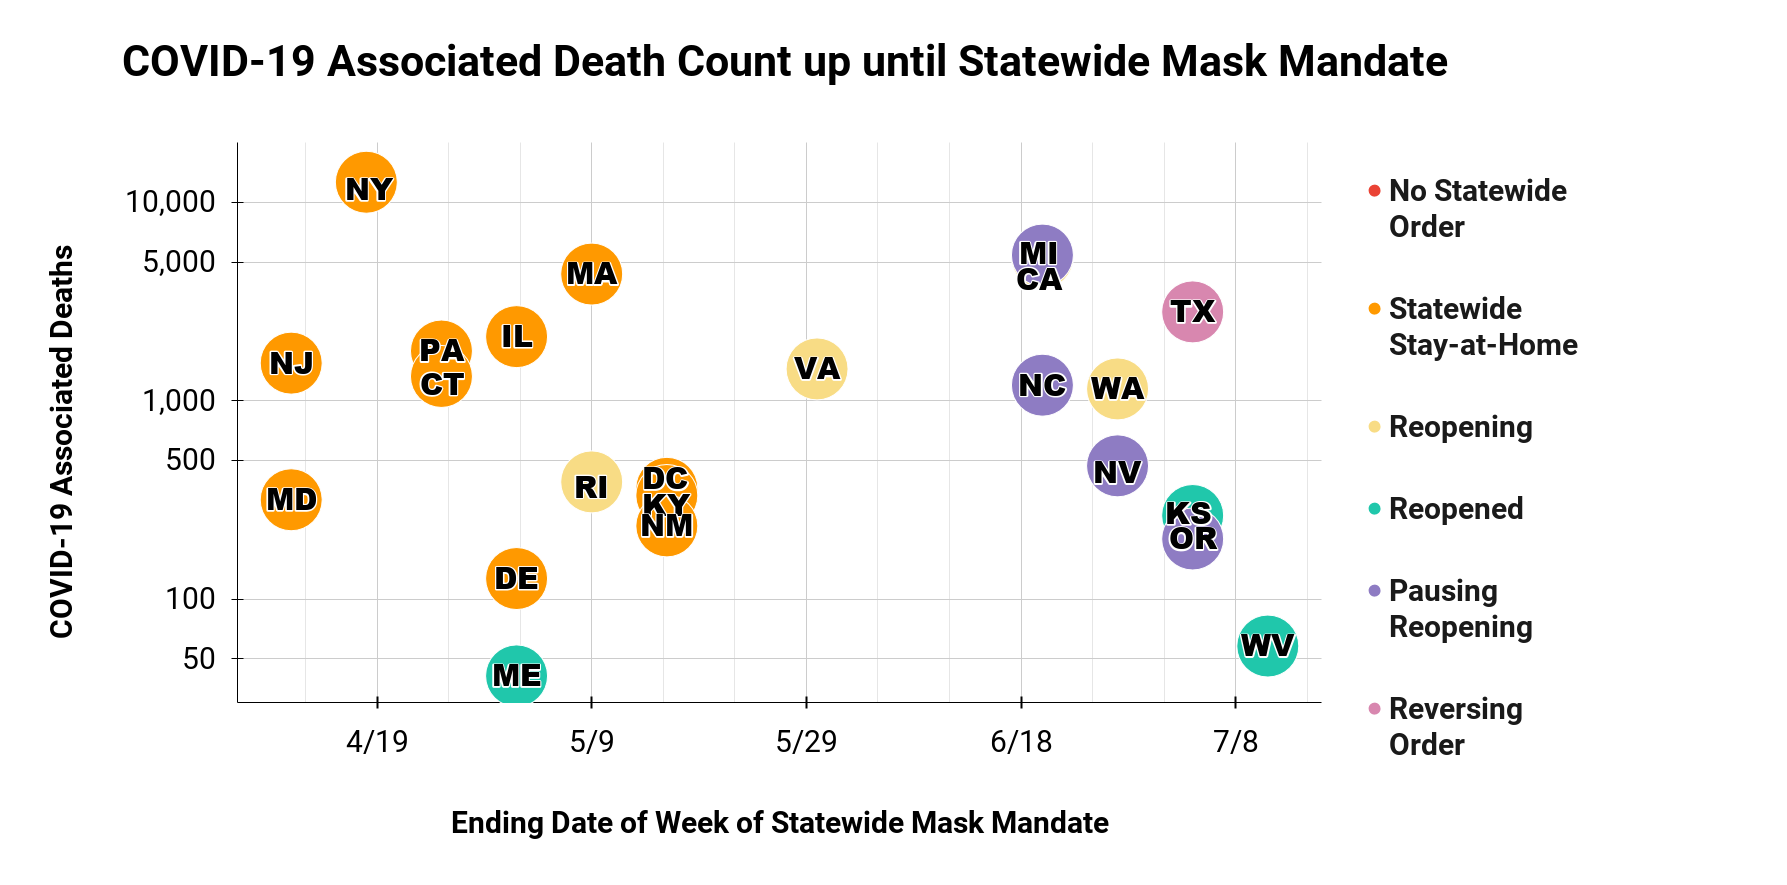 COVID-19 Associated Death Count up until Statewide Mask Mandate
COVID-19 Associated Deaths
10,000
5,000
1,000
500
100
50
NY
MA
MI
CA
TX
IL
PA
CT
NJ
VA
NC
WA
NV
MD
RI
DC
KY
NM
KS
OR
DE
ME
WV
4/19
5/9
5/29
6/18
7/8
Ending Date of Week of Statewide Mask Mandate
No Statewide
Order
Statewide
Stay-at-Home
Reopening
Reopened
Pausing
Reopening
Reversing
Order